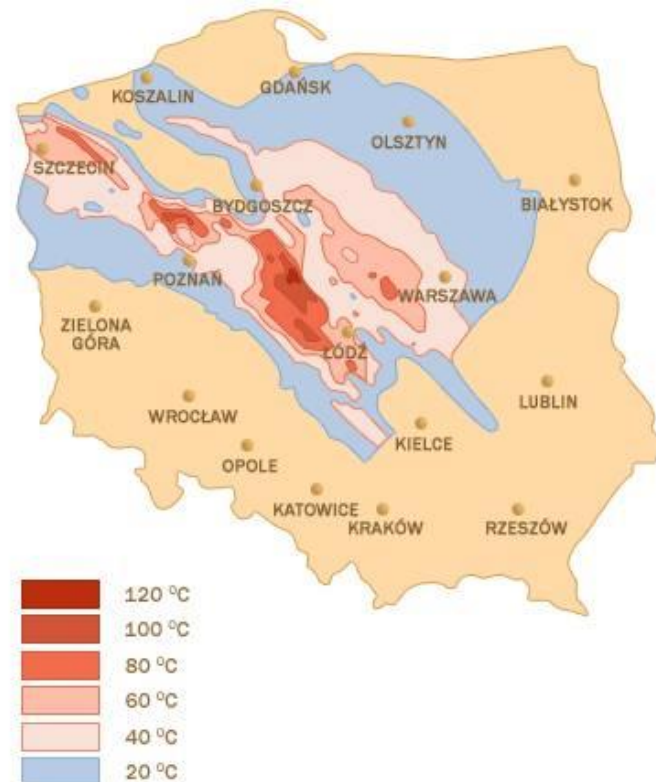 GDAŃSK
KOSZALIN
OLSZTYN
SZCZECIN
BYDGOSZCZ
BIAŁYSTOK
POZNAŃ
WARSZAWA
ZIELONA
GÓRA
ŁÓDŹ
LUBLIN
WROCŁAW
KIELCE
OPOLE
KATOWICE
KRAKÓW
RZESZÓW
120 °C
100 °C
80 °C
60 °C
40 °C
20 °C